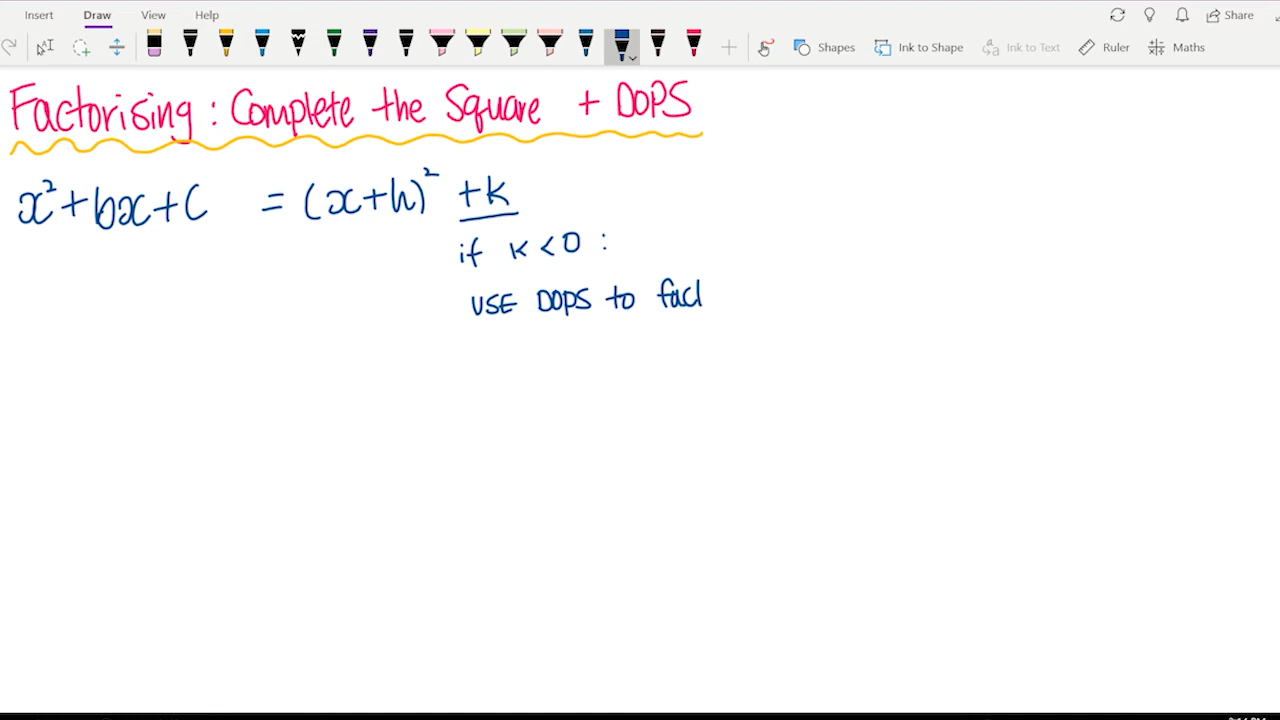 Insert Draw View Help Share
Shapes Ink to Shape Ink to Text Ruler Maths
Factorising : Complete the Square + DOPS
x² + bx + c = (x+h)² + k
if k < 0 :
USE DOPS to fact